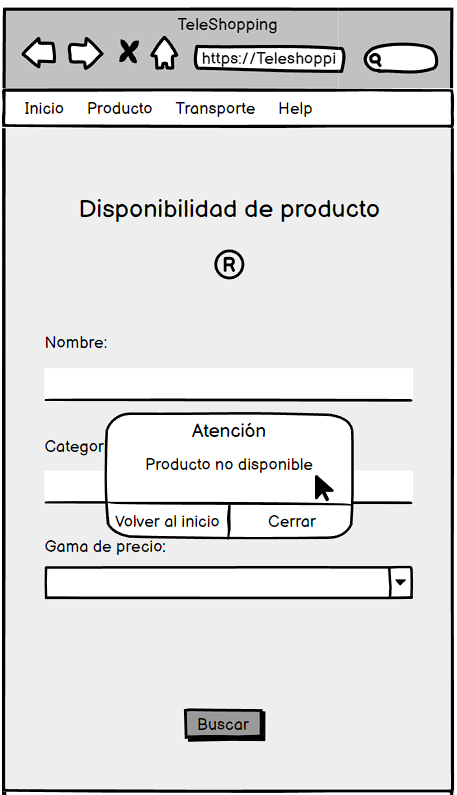 TeleShopping
https://Teleshoppi
Inicio Producto Transporte Help
Disponibilidad de producto
®
Nombre:
Categor
Atención
Producto no disponible
Volver al inicio Cerrar
Gama de precio:
Buscar